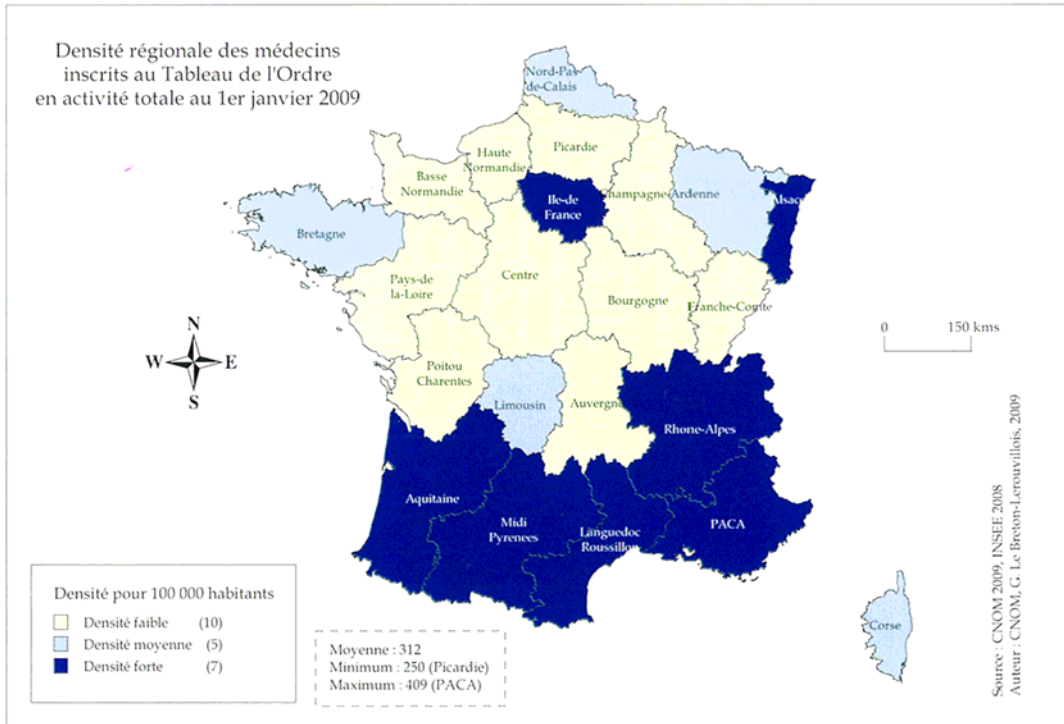 Densité régionale des médecins
inscrits au Tableau de l'Ordre
en activité totale au 1er janvier 2009
Nord-Pas
de-Calais
Picardie
Haute
Normandie
Basse
Normandie
Champagne
Ardenne
Ile-de
France
Alsace
Bretagne
Pays-de
la-Loire
Centre
Bourgogne
Franche-Comte
N
W E
S
0 150 kms
Poitou
Charentes
Limousin
Auvergne
Rhone-Alpes
Aquitaine
Midi
Pyrenees
Languedoc
Roussillon
PACA
Corse
Densité pour 100 000 habitants
Densité faible (10)
Densité moyenne (5)
Densité forte (7)
Moyenne : 312
Minimum : 250 (Picardie)
Maximum : 409 (PACA)
Source : CNOM 2009, INSEE 2008
Auteur : CNOM, G. Le Breton-Lerouvillois, 2009